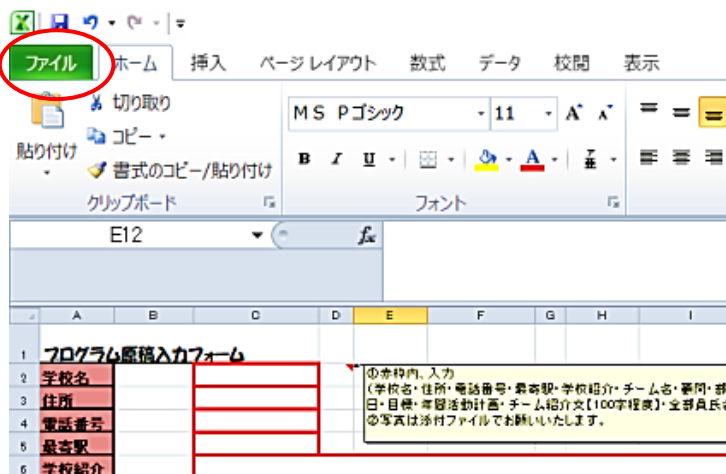 ファイル ホーム 挿入 ページ レイアウト 数式 データ 校閲 表示
切り取り
コピー
貼り付け
書式のコピー/貼り付け
クリップボード
ＭＳ Ｐゴシック 11 A A
B I U A 亜
フォント
E12 fx
A B C D E F G H I
1 プログラム原稿入力フォーム
2 学校名
3 住所
4 電話番号
5 最寄駅
6 学校紹介
①赤枠内、入力
（学校名・住所・電話番号・最寄駅・学校紹介・チーム名・顧問・部
日・目標・年間活動計画・チーム紹介文【100字程度】・全部員氏
②写真は添付ファイルでお願いいたします。